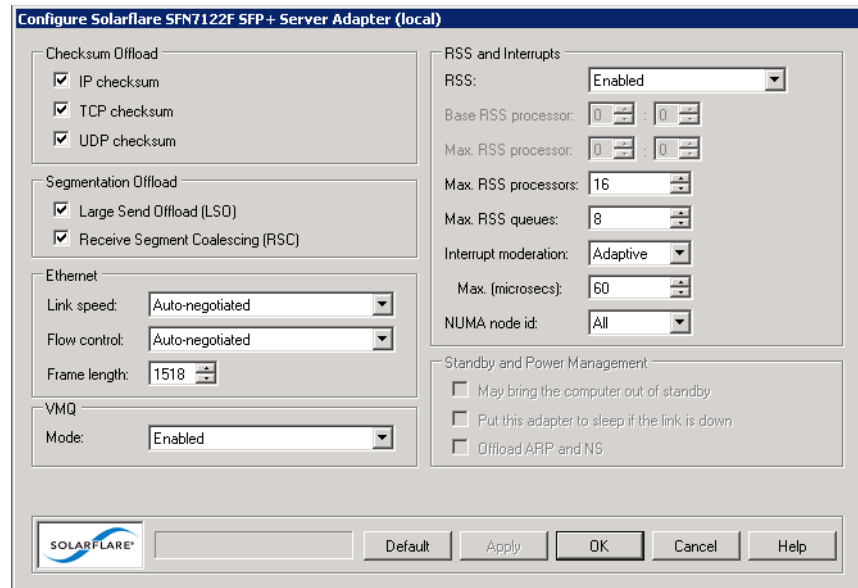 Configure Solarflare SFN7122F SFP+ Server Adapter (local)
Checksum Offload
IP checksum
TCP checksum
UDP checksum
Segmentation Offload
Large Send Offload (LSO)
Receive Segment Coalescing (RSC)
Ethernet
Link speed: Auto-negotiated
Flow control: Auto-negotiated
Frame length: 1518
VMQ
Mode: Enabled
RSS and Interrupts
RSS: Enabled
Base RSS processor: 0 : 0
Max. RSS processor: 0 : 0
Max. RSS processors: 16
Max. RSS queues: 8
Interrupt moderation: Adaptive
Max. (microsecs): 60
NUMA node id: All
Standby and Power Management
May bring the computer out of standby
Put this adapter to sleep if the link is down
Offload ARP and NS
SOLARFLARE
Default Apply OK Cancel Help